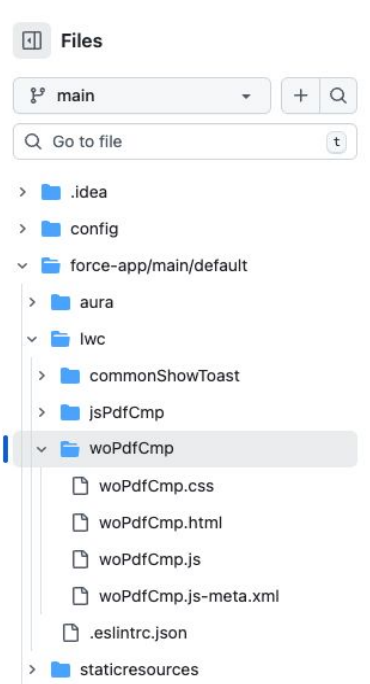 Files
main
Go to file t
.idea
config
force-app/main/default
aura
lwc
commonShowToast
jsPdfCmp
woPdfCmp
woPdfCmp.css
woPdfCmp.html
woPdfCmp.js
woPdfCmp.js-meta.xml
.eslintrc.json
staticresources